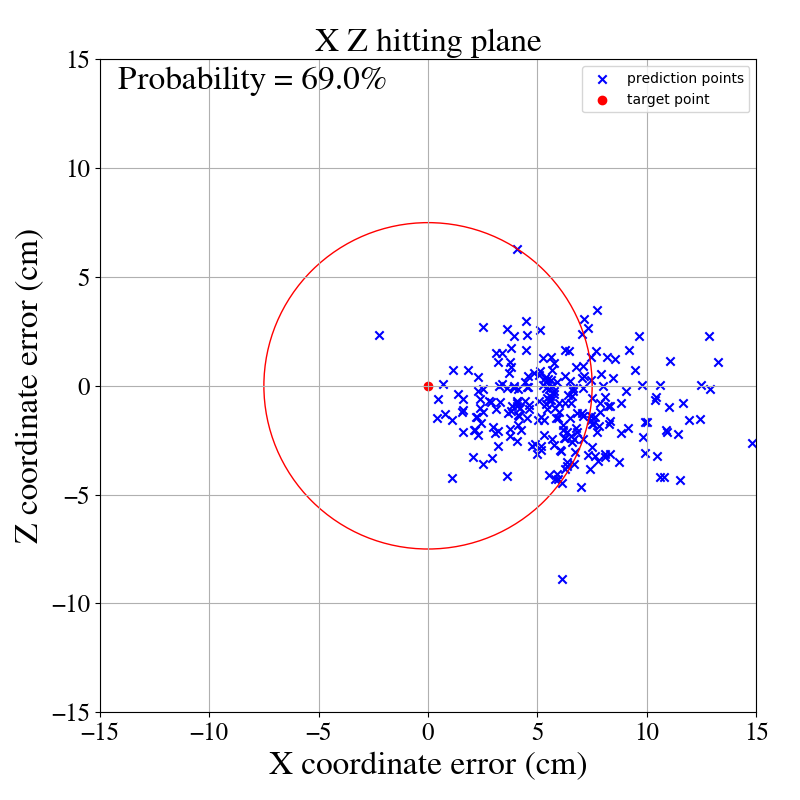 X Z hitting plane
Probability = 69.0%
prediction points
target point
Z coordinate error (cm)
15
10
5
0
−5
−10
−15
−15
−10
−5
0
5
10
15
X coordinate error (cm)